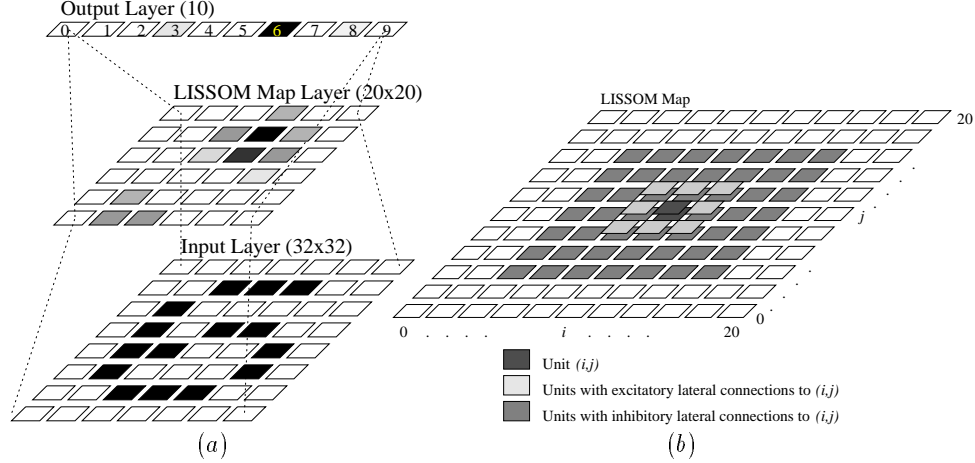 Output Layer (10)
0 1 2 3 4 5 6 7 8 9
LISSOM Map Layer (20x20)
Input Layer (32x32)
(a)
LISSOM Map
20
j
0 . . . . i . . . 20 0
Unit (i,j)
Units with excitatory lateral connections to (i,j)
Units with inhibitory lateral connections to (i,j)
(b)